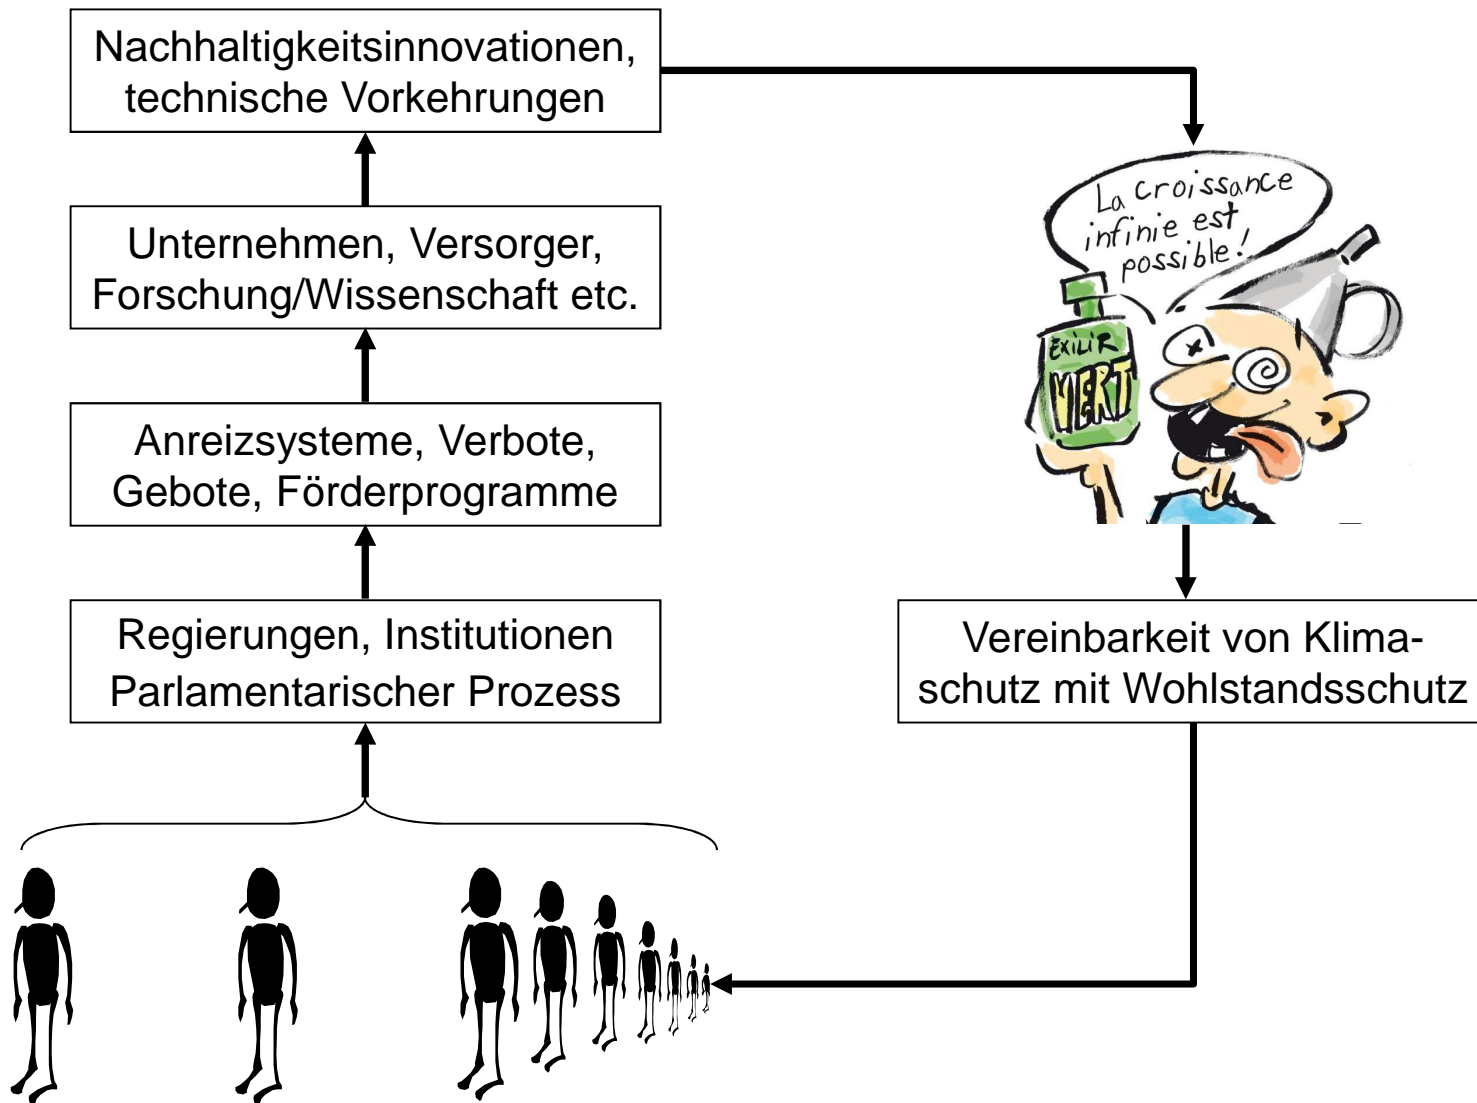 Nachhaltigkeitsinnovationen,
technische Vorkehrungen
Unternehmen, Versorger,
Forschung/Wissenschaft etc.
Anreizsysteme, Verbote,
Gebote, Förderprogramme
Regierungen, Institutionen
Parlamentarischer Prozess
La croissance
infinie est
possible!
EXILIR
VERT
Vereinbarkeit von Klima-
schutz mit Wohlstandsschutz